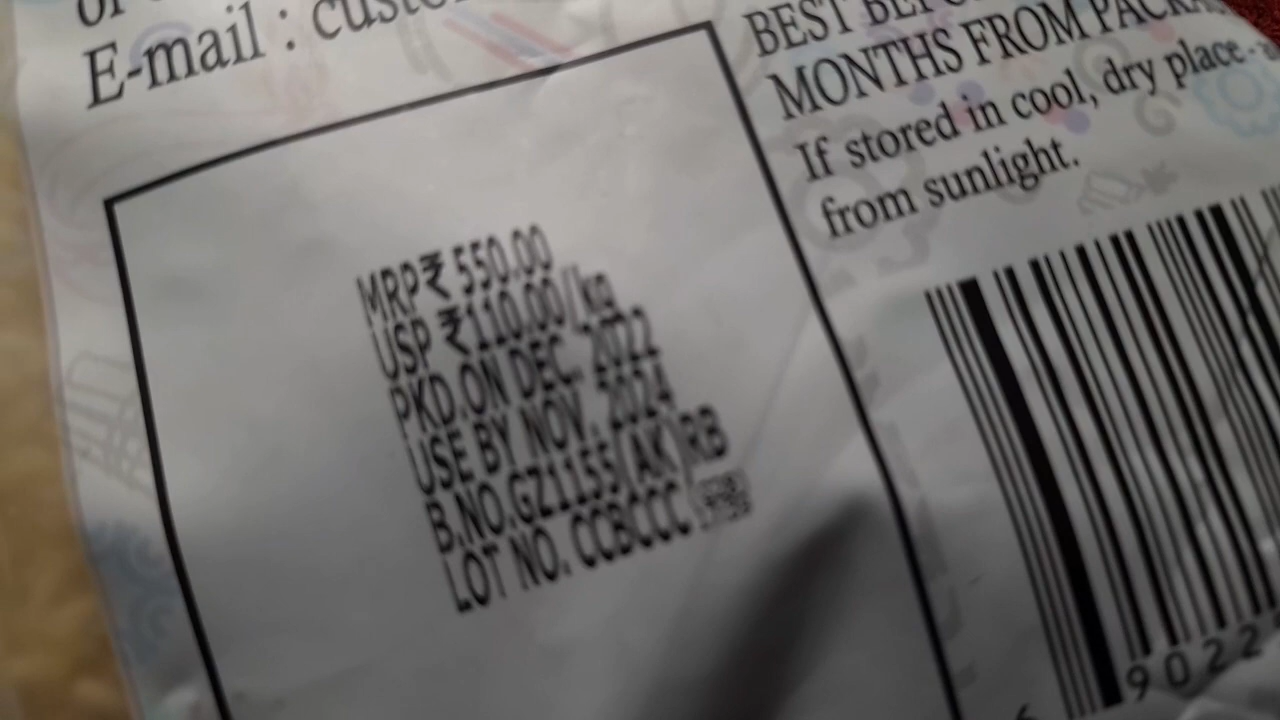 E-mail :
MRP₹ 550.00
USP ₹110.00/kg
PKD.ON DEC. 2022
USE BY NOV. 2024
B.NO.GZ1155(AK)RB
LOT NO. CCBCCC
BEST
MONTHS FROM
If stored in cool, dry place
from sunlight.
9022